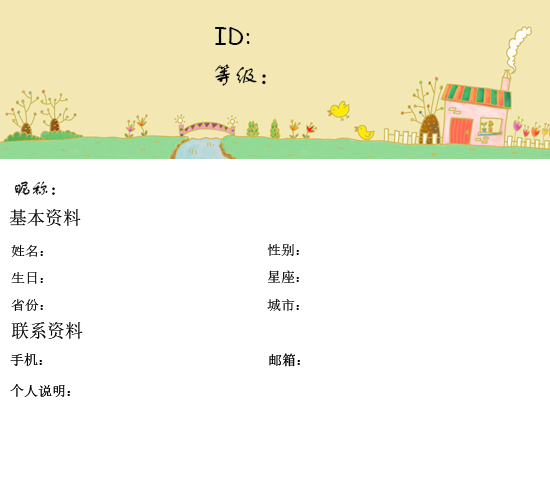 ID:
等级：
昵称：
基本资料
姓名： 性别：
生日： 星座：
省份： 城市：
联系资料
手机： 邮箱：
个人说明：